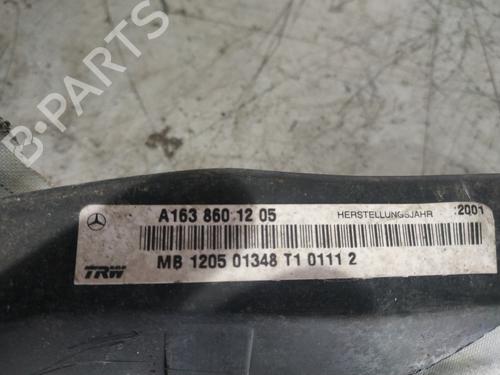 B-PARTS
A163 860 12 05
HERSTELLUNGSJAHR :2001
MB 1205 01348 T1 0111 2
TRW